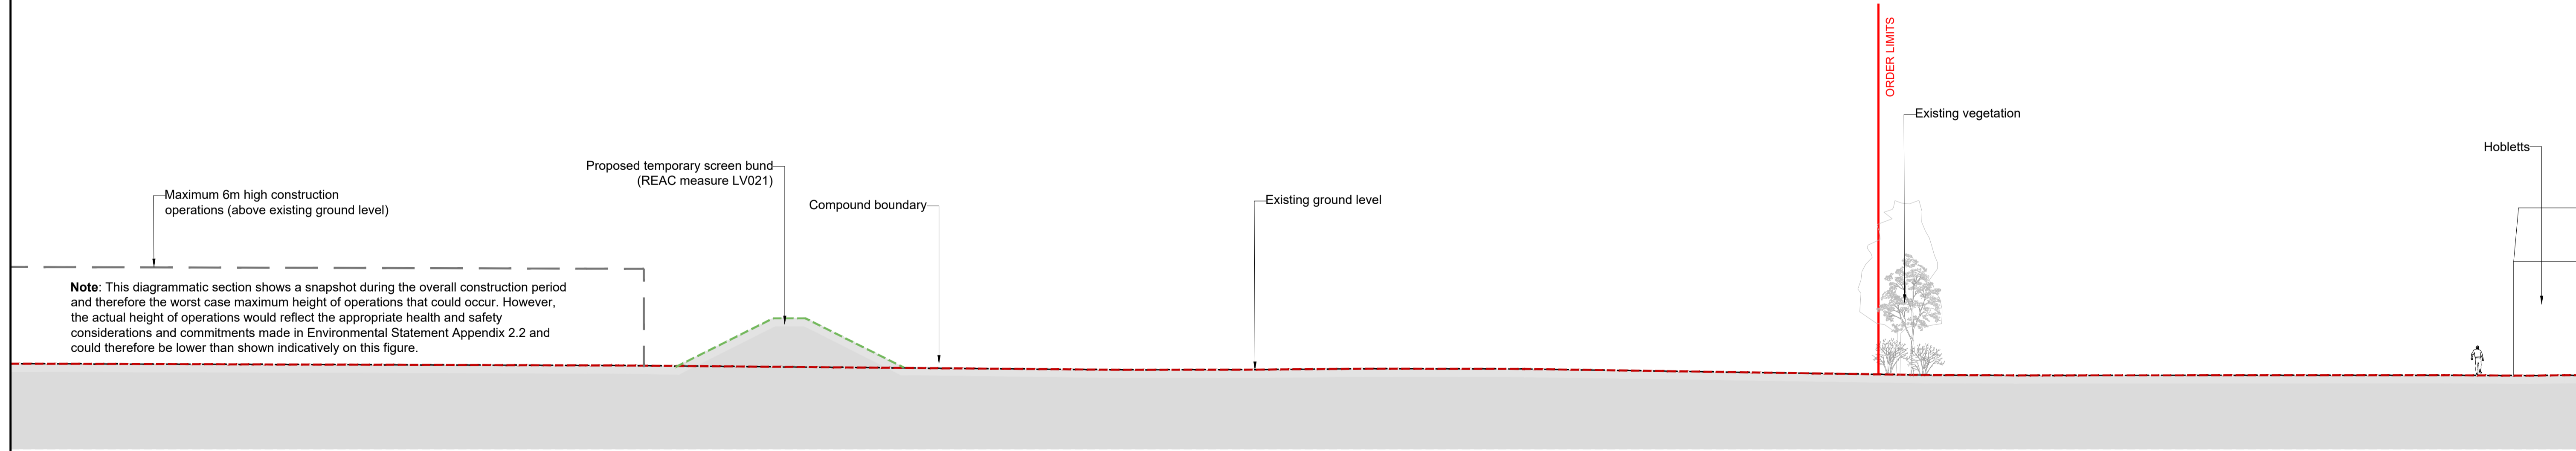 ORDER LIMITS
Existing vegetation
Hobletts
Proposed temporary screen bund
(REAC measure LV021)
Maximum 6m high construction
operations (above existing ground level)
Compound boundary
Existing ground level
Note: This diagrammatic section shows a snapshot during the overall construction period
and therefore the worst case maximum height of operations that could occur. However,
the actual height of operations would reflect the appropriate health and safety
considerations and commitments made in Environmental Statement Appendix 2.2 and
could therefore be lower than shown indicatively on this figure.